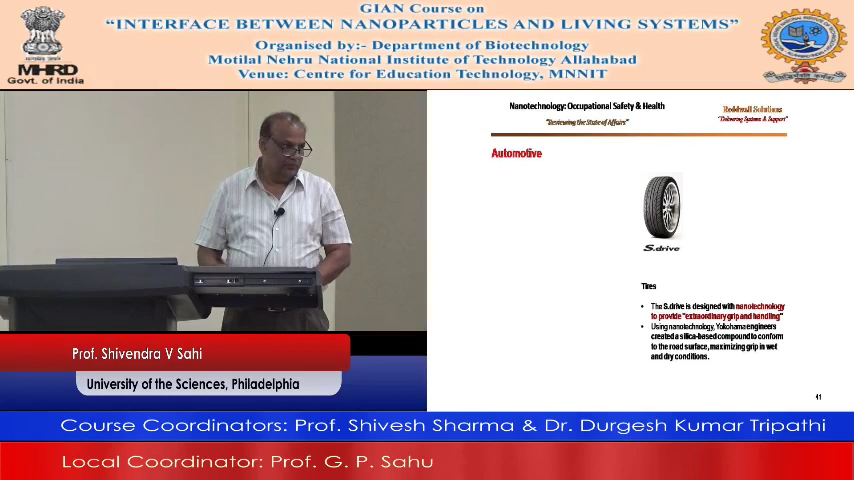 GIAN Course on
“INTERFACE BETWEEN NANOPARTICLES AND LIVING SYSTEMS”
Organised by:- Department of Biotechnology
Motilal Nehru National Institute of Technology Allahabad
Venue: Centre for Education Technology, MNNIT
MHRD
Govt. of India
Nanotechnology: Occupational Safety & Health
"Reviewing the State of Affairs"
Solutions
"Delivering Systems & Support"
Automotive
S.drive
Tires
• The S.drive is designed with nanotechnology
to provide "extraordinary grip and handling"
• Using nanotechnology, Yokohama engineers
created a silica-based compound to conform
to the road surface, maximizing grip in wet
and dry conditions.
41
Prof. Shivendra V Sahi
University of the Sciences, Philadelphia
Course Coordinators: Prof. Shivesh Sharma & Dr. Durgesh Kumar Tripathi
Local Coordinator: Prof. G. P. Sahu